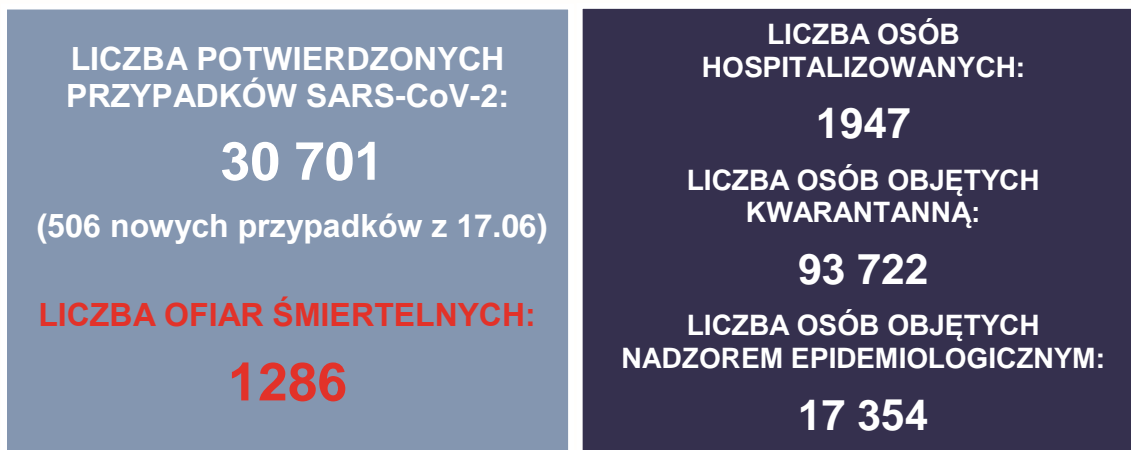 LICZBA POTWIERDZONYCH
PRZYPADKÓW SARS-CoV-2:
30 701
(506 nowych przypadków z 17.06)
LICZBA OFIAR ŚMIERTELNYCH:
1286
LICZBA OSÓB
HOSPITALIZOWANYCH:
1947
LICZBA OSÓB OBJĘTYCH
KWARANTANNĄ:
93 722
LICZBA OSÓB OBJĘTYCH
NADZOREM EPIDEMIOLOGICZNYM:
17 354